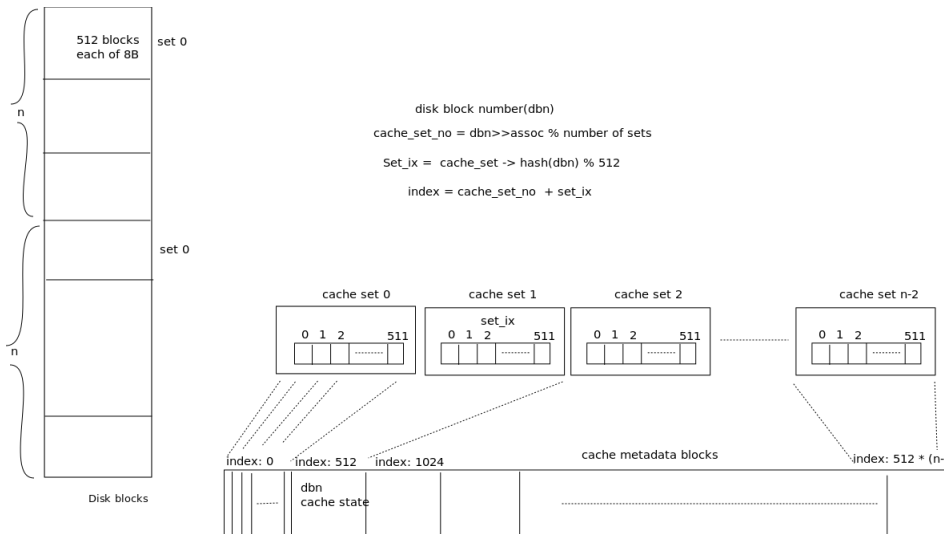 512 blocks
each of 8B
set 0
n
disk block number(dbn)
cache_set_no = dbn>>assoc % number of sets
Set_ix = cache_set -> hash(dbn) % 512
index = cache_set_no + set_ix
set 0
n
cache set 0
cache set 1
cache set 2
cache set n-2
set_ix
0 1 2 511
0 1 2 511
0 1 2 511
0 1 2 511
cache metadata blocks
index: 0
index: 512
index: 1024
index: 512 * (n-
dbn
cache state
Disk blocks